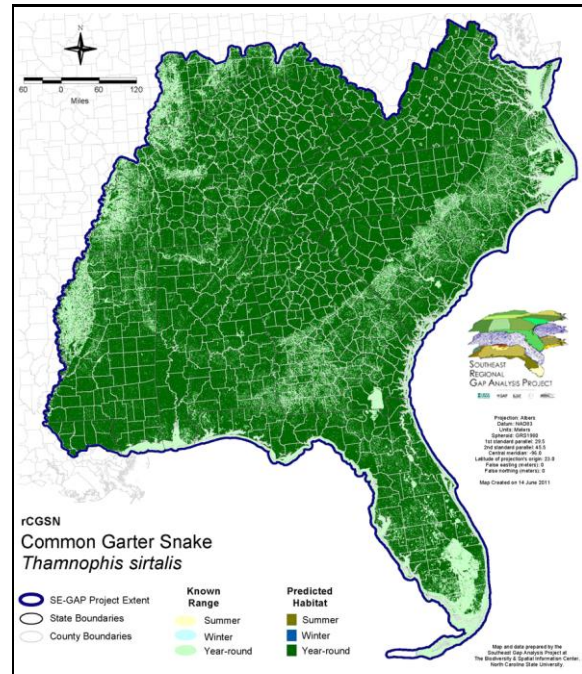 N
60 0 60 120
Miles
SOUTHEAST
REGIONAL
GAP ANALYSIS PROJECT
Projection: Albers
Datum: NAD83
Units: Meters
Spheroid: GRS1980
1st standard parallel: 29.5
2nd standard parallel: 45.5
Central meridian: -96.0
Latitude of projection's origin: 23.0
False easting (meters): 0
False northing (meters): 0
Map Created on 14 June 2011
rCGSN
Common Garter Snake
Thamnophis sirtalis
SE-GAP Project Extent
State Boundaries
County Boundaries
Known
Range
Summer
Winter
Year-round
Predicted
Habitat
Summer
Winter
Year-round
Map and data prepared by the
Southeast Gap Analysis Project at
The Biodiversity & Spatial Information Center,
North Carolina State University.